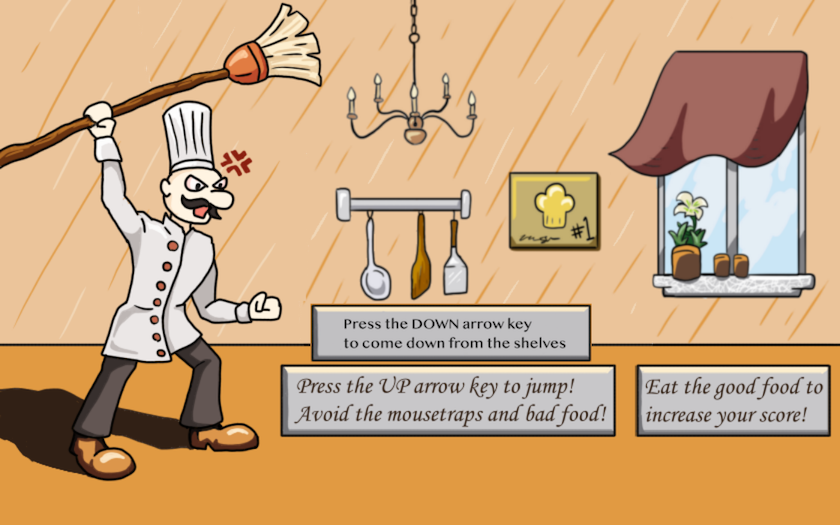 #1
Press the DOWN arrow key
to come down from the shelves
Press the UP arrow key to jump!
Avoid the mousetraps and bad food!
Eat the good food to
increase your score!